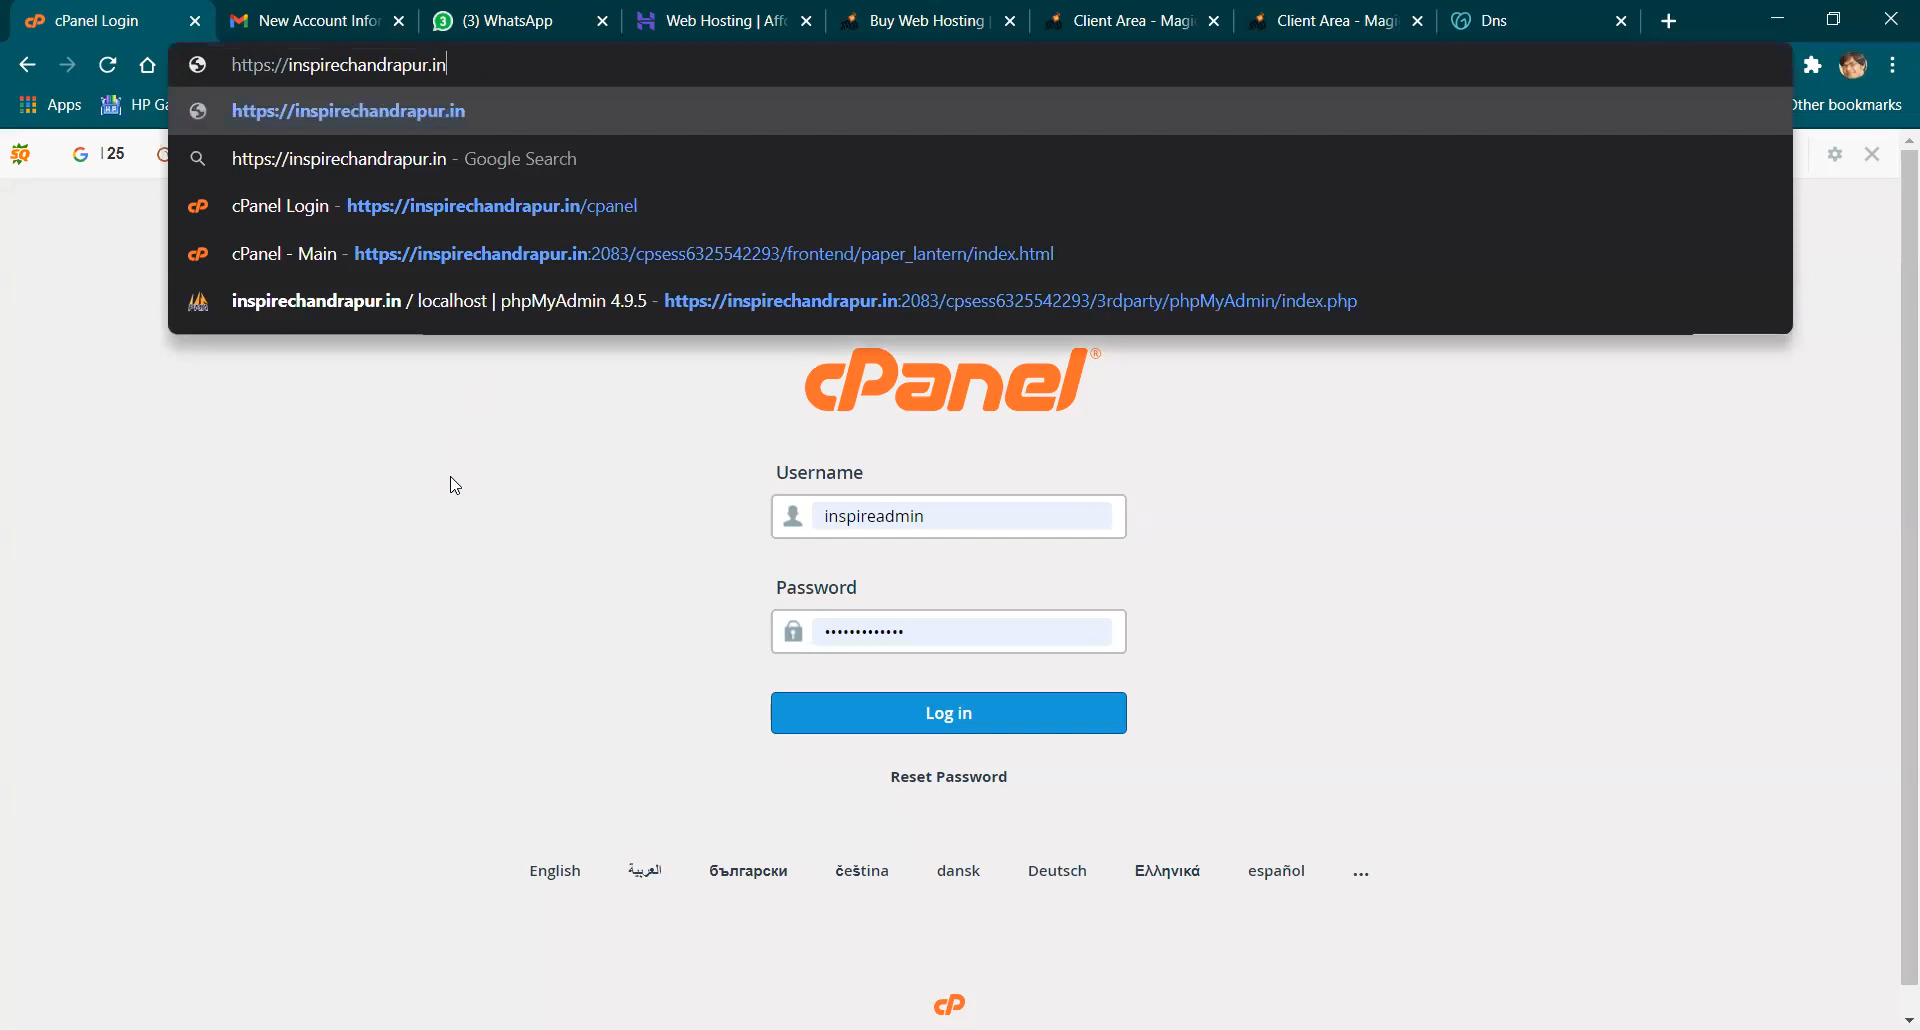 cPanel Login
New Account Infor
(3) WhatsApp
Web Hosting | Affo
Buy Web Hosting |
Client Area - Magi
Client Area - Magi
Dns
https://inspirechandrapur.in
Apps
HP Ga
Other bookmarks
https://inspirechandrapur.in
https://inspirechandrapur.in - Google Search
cPanel Login - https://inspirechandrapur.in/cpanel
cPanel - Main - https://inspirechandrapur.in:2083/cpsess6325542293/frontend/paper_lantern/index.html
inspirechandrapur.in / localhost | phpMyAdmin 4.9.5 - https://inspirechandrapur.in:2083/cpsess6325542293/3rdparty/phpMyAdmin/index.php
SQ
G I 25
cPanel®
Username
inspireadmin
Password
•••••••••••••
Log in
Reset Password
English العربية български čeština dansk Deutsch Ελληνικά español ...
cP